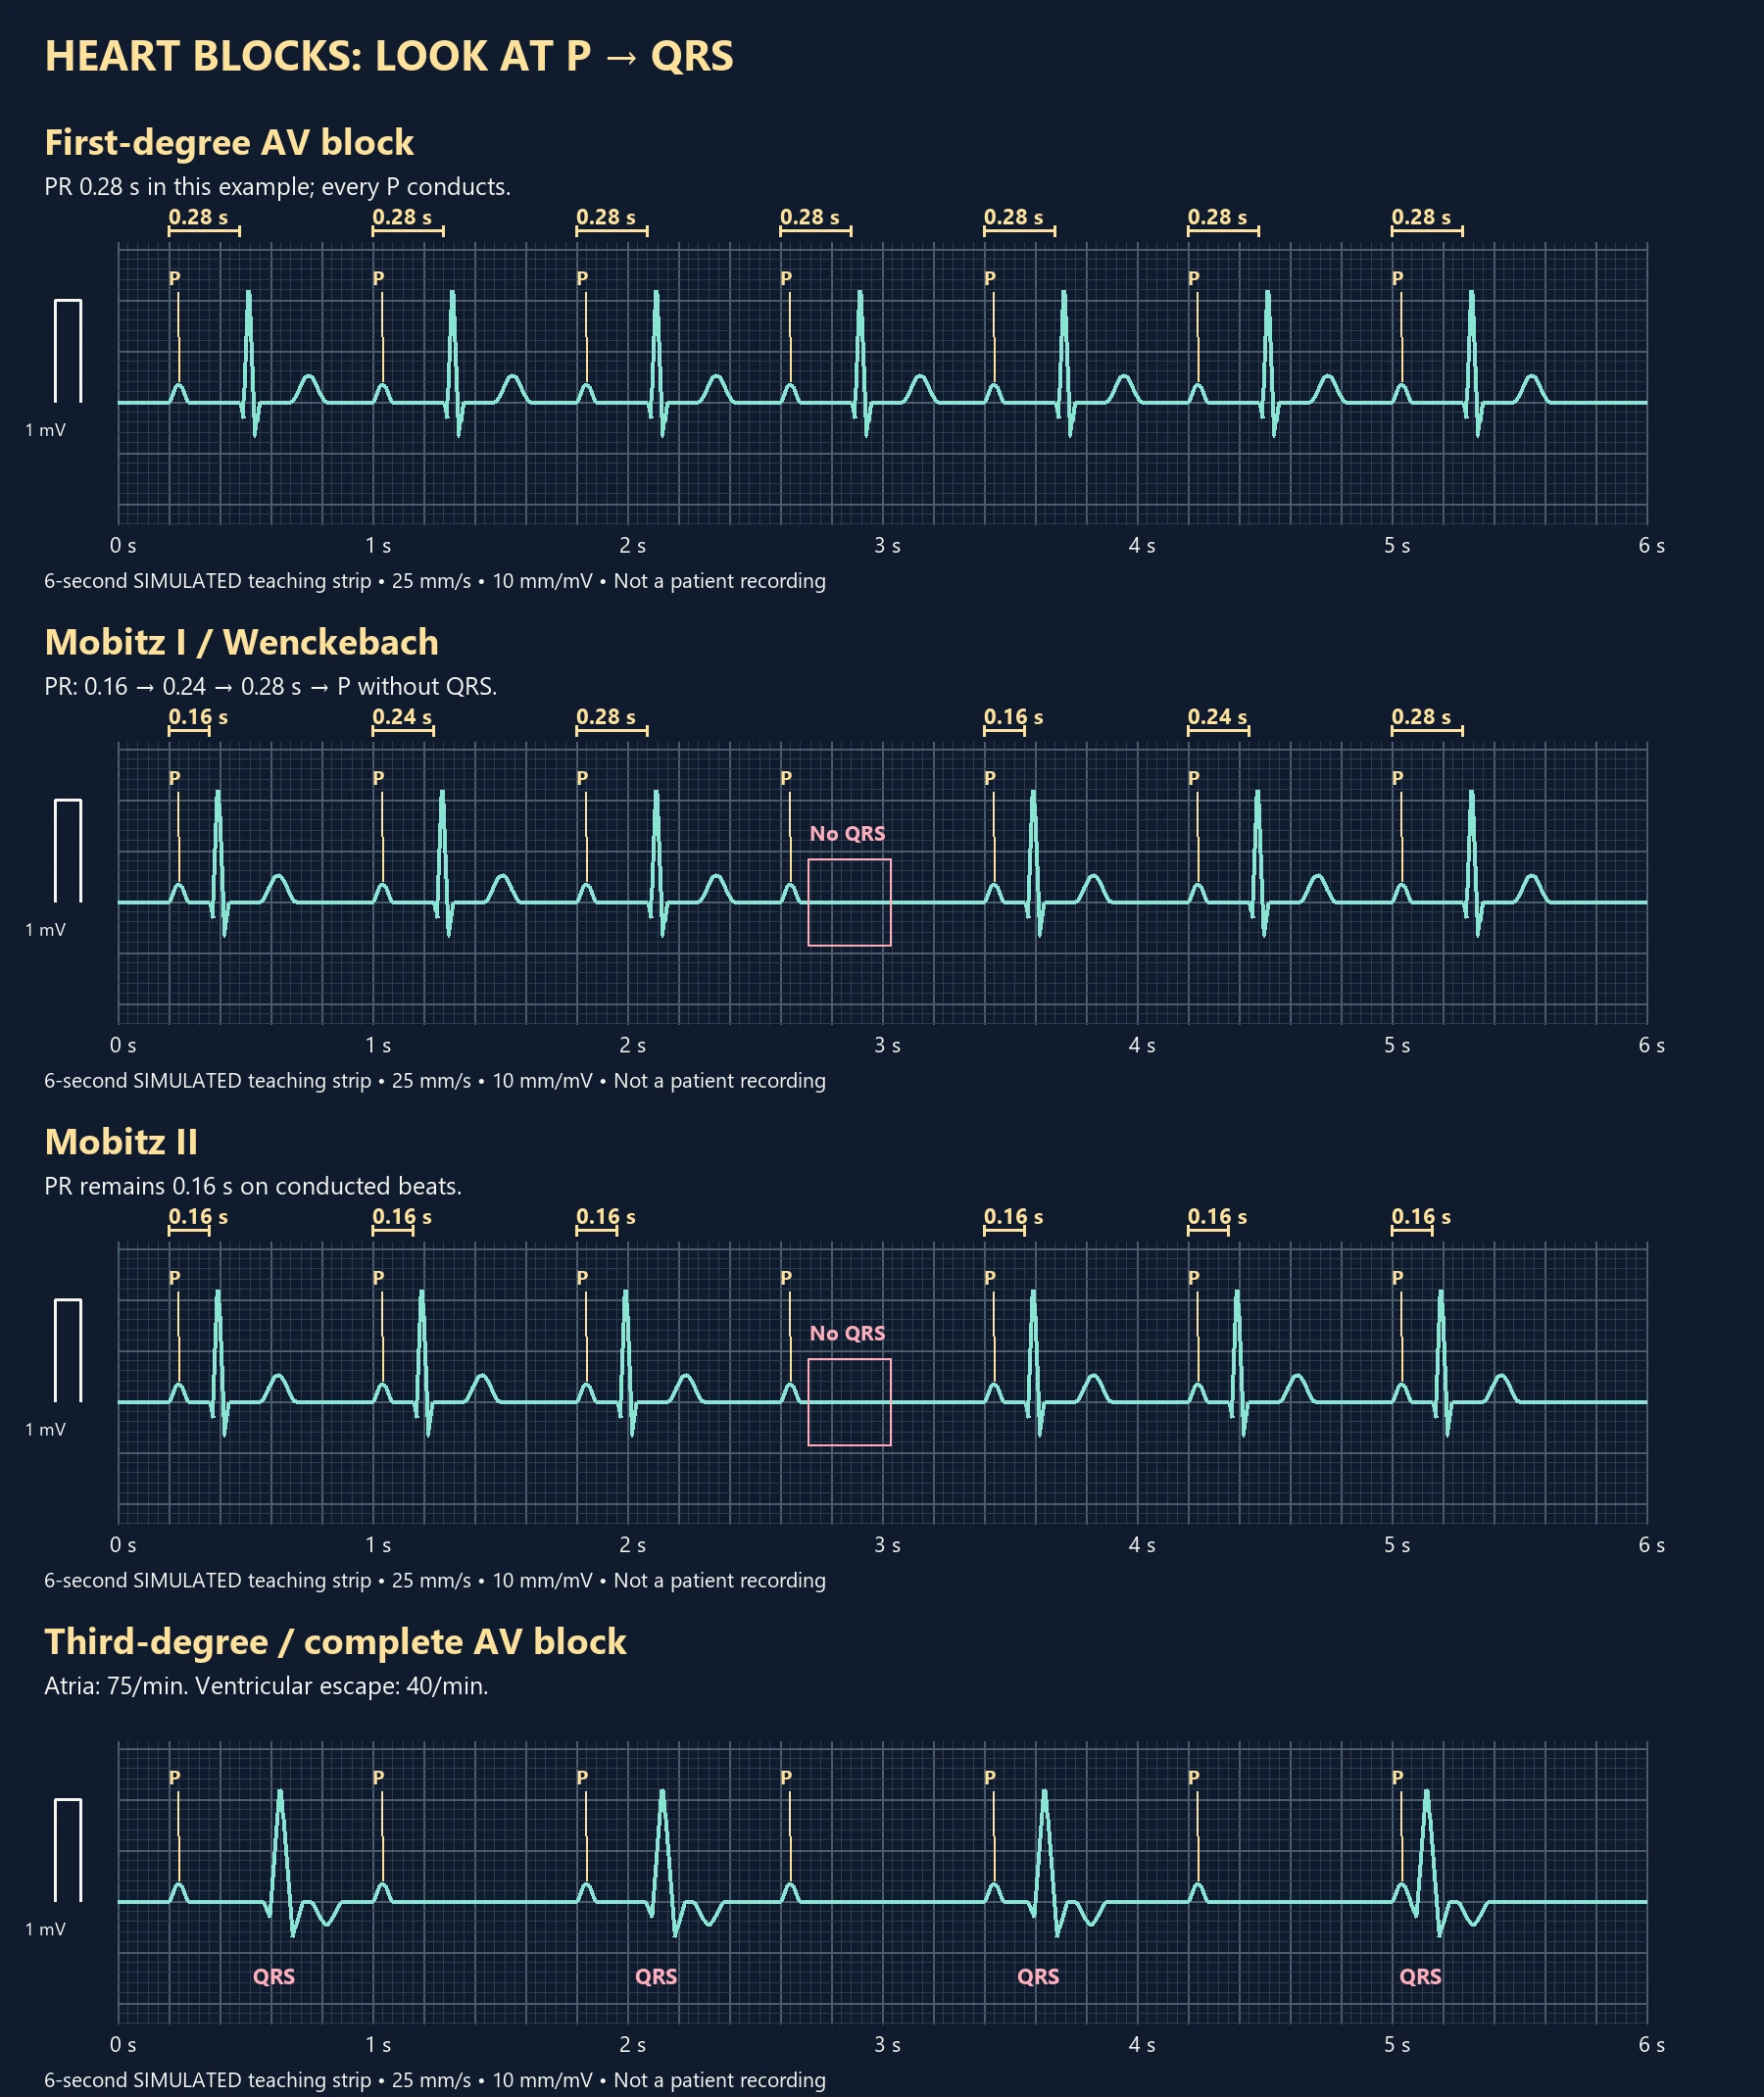 HEART BLOCKS: LOOK AT P → QRS
First-degree AV block
PR 0.28 s in this example; every P conducts.
0.28 s 0.28 s 0.28 s 0.28 s 0.28 s 0.28 s 0.28 s
P P P P P P P
1 mV
0 s 1 s 2 s 3 s 4 s 5 s 6 s
6-second SIMULATED teaching strip • 25 mm/s • 10 mm/mV • Not a patient recording
Mobitz I / Wenckebach
PR: 0.16 → 0.24 → 0.28 s → P without QRS.
0.16 s 0.24 s 0.28 s 0.16 s 0.24 s 0.28 s
P P P P P P P
No QRS
1 mV
0 s 1 s 2 s 3 s 4 s 5 s 6 s
6-second SIMULATED teaching strip • 25 mm/s • 10 mm/mV • Not a patient recording
Mobitz II
PR remains 0.16 s on conducted beats.
0.16 s 0.16 s 0.16 s 0.16 s 0.16 s 0.16 s
P P P P P P P
No QRS
1 mV
0 s 1 s 2 s 3 s 4 s 5 s 6 s
6-second SIMULATED teaching strip • 25 mm/s • 10 mm/mV • Not a patient recording
Third-degree / complete AV block
Atria: 75/min. Ventricular escape: 40/min.
P P P P P P P
1 mV
QRS QRS QRS QRS
0 s 1 s 2 s 3 s 4 s 5 s 6 s
6-second SIMULATED teaching strip • 25 mm/s • 10 mm/mV • Not a patient recording